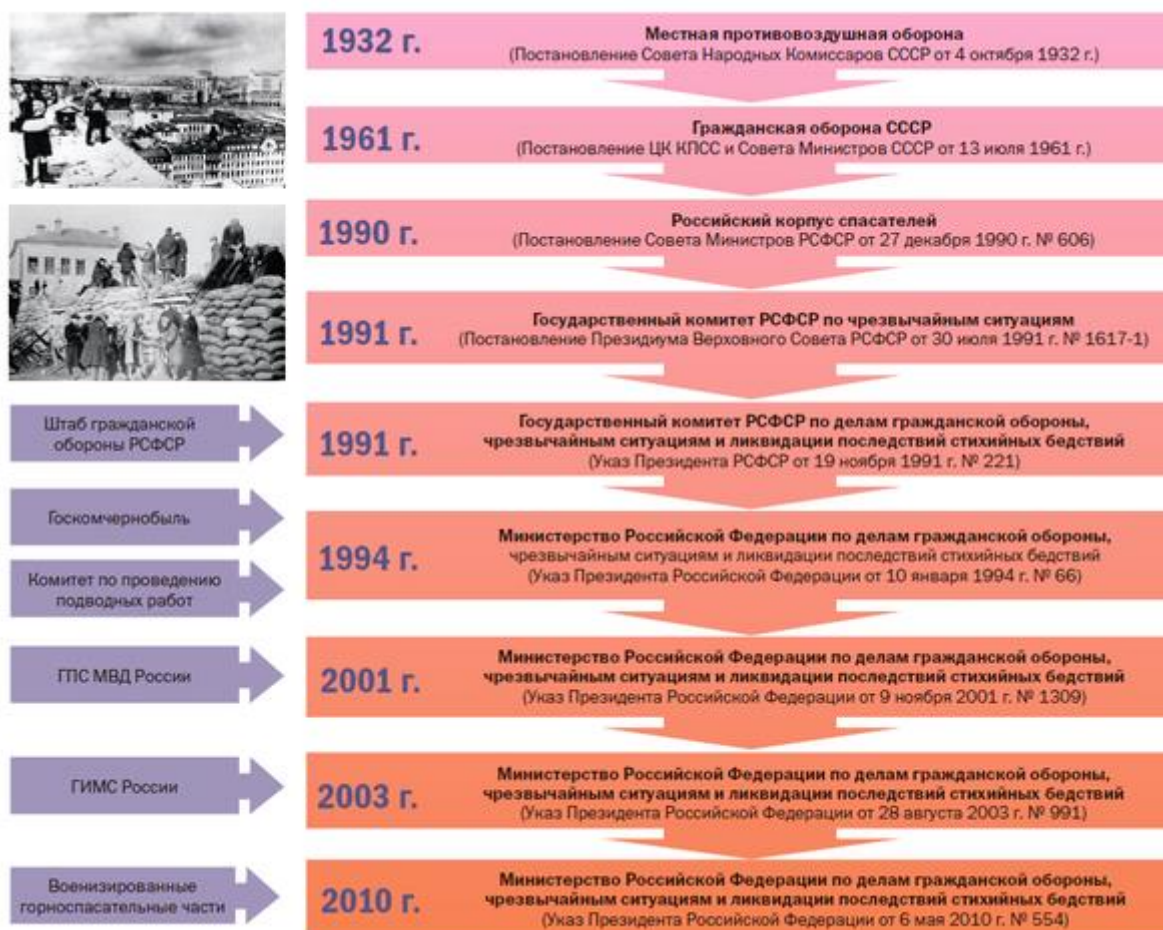 1932 г.
Местная противовоздушная оборона
(Постановление Совета Народных Комиссаров СССР от 4 октября 1932 г.)
1961 г.
Гражданская оборона СССР
(Постановление ЦК КПСС и Совета Министров СССР от 13 июля 1961 г.)
1990 г.
Российский корпус спасателей
(Постановление Совета Министров РСФСР от 27 декабря 1990 г. № 606)
1991 г.
Государственный комитет РСФСР по чрезвычайным ситуациям
(Постановление Президиума Верховного Совета РСФСР от 30 июля 1991 г. № 1617-1)
Штаб гражданской
обороны РСФСР
1991 г.
Государственный комитет РСФСР по делам гражданской обороны,
чрезвычайным ситуациям и ликвидации последствий стихийных бедствий
(Указ Президента РСФСР от 19 ноября 1991 г. № 221)
Госкомчернобыль
Комитет по проведению
подводных работ
1994 г.
Министерство Российской Федерации по делам гражданской обороны,
чрезвычайным ситуациям и ликвидации последствий стихийных бедствий
(Указ Президента Российской Федерации от 10 января 1994 г. № 66)
ГПС МВД России
2001 г.
Министерство Российской Федерации по делам гражданской обороны,
чрезвычайным ситуациям и ликвидации последствий стихийных бедствий
(Указ Президента Российской Федерации от 9 ноября 2001 г. № 1309)
ГИМС России
2003 г.
Министерство Российской Федерации по делам гражданской обороны,
чрезвычайным ситуациям и ликвидации последствий стихийных бедствий
(Указ Президента Российской Федерации от 28 августа 2003 г. № 991)
Военизированные
горноспасательные части
2010 г.
Министерство Российской Федерации по делам гражданской обороны,
чрезвычайным ситуациям и ликвидации последствий стихийных бедствий
(Указ Президента Российской Федерации от 6 мая 2010 г. № 554)